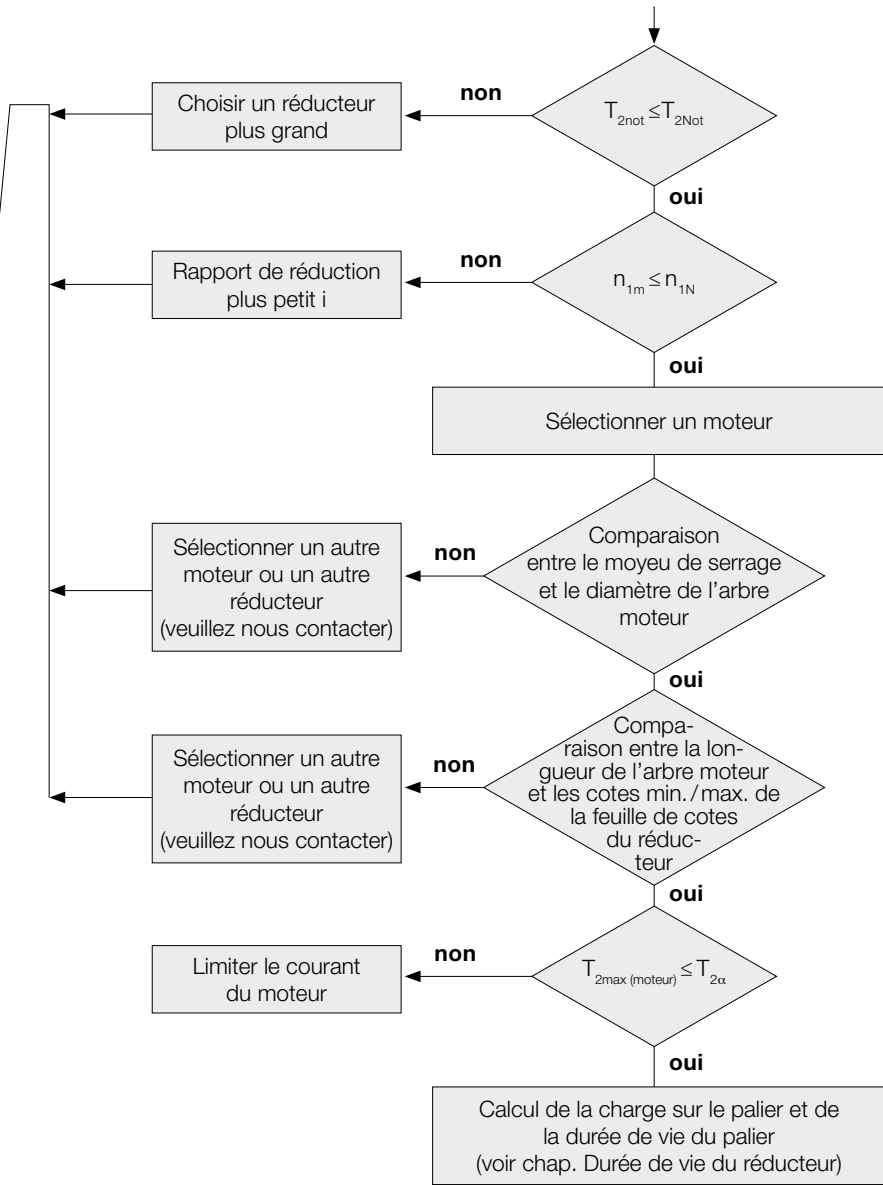 T2not ≤ T2Not
non
Choisir un réducteur
plus grand
oui
n1m ≤ n1N
non
Rapport de réduction
plus petit i
oui
Sélectionner un moteur
Comparaison
entre le moyeu de serrage
et le diamètre de l'arbre
moteur
non
Sélectionner un autre
moteur ou un autre
réducteur
(veuillez nous contacter)
oui
Compa-
raison entre la lon-
gueur de l'arbre moteur
et les cotes min./max. de
la feuille de cotes
du réduc-
teur
non
Sélectionner un autre
moteur ou un autre
réducteur
(veuillez nous contacter)
oui
T2max (moteur) ≤ T2α
non
Limiter le courant
du moteur
oui
Calcul de la charge sur le palier et de
la durée de vie du palier
(voir chap. Durée de vie du réducteur)